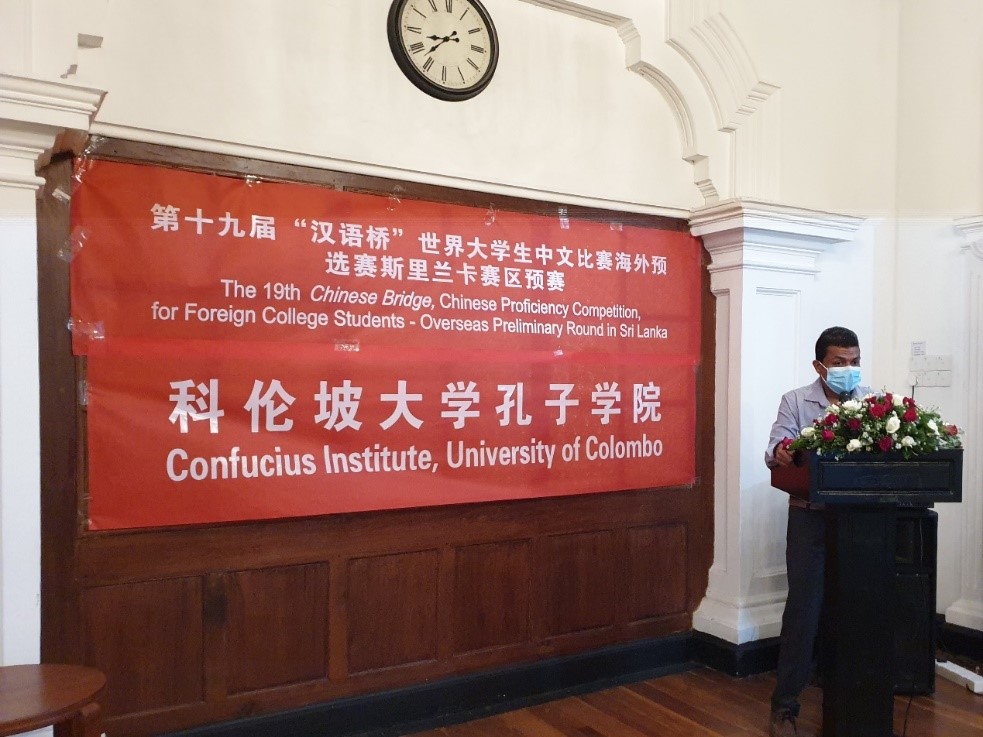 第十九届 “汉语桥” 世界大学生中文比赛海外预
选赛斯里兰卡赛区预赛
The 19th Chinese Bridge, Chinese Proficiency Competition,
for Foreign College Students - Overseas Preliminary Round in Sri Lanka
科伦坡大学孔子学院
Confucius Institute, University of Colombo